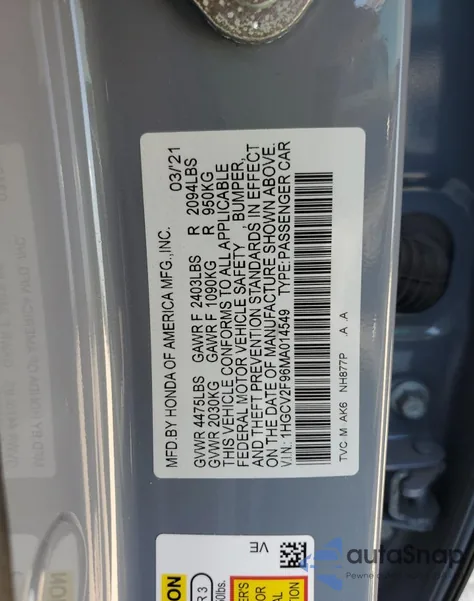 MFD.BY HONDA OF AMERICA MFG.,INC. 03/'21
GVWR 4475LBS GAWR F 2403LBS R 2094LBS
GVWR 2030KG GAWR F 1090KG R 950KG
THIS VEHICLE CONFORMS TO ALL APPLICABLE
FEDERAL MOTOR VEHICLE SAFETY , BUMPER,
AND THEFT PREVENTION STANDARDS IN EFFECT
ON THE DATE OF MANUFACTURE SHOWN ABOVE.
V.I.N.: 1HGCV2F96MA014549 TYPE:PASSENGER CAR
TVC M AK6 NH877P .A .A
VE
autoSnap